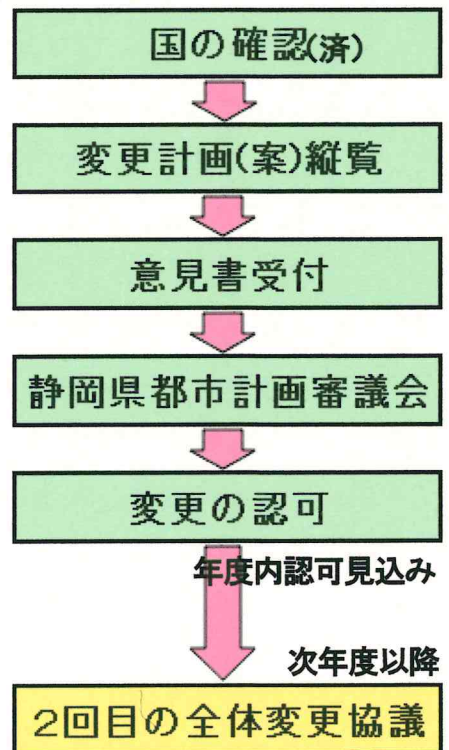 国の確認(済)
変更計画(案)縦覧
意見書受付
静岡県都市計画審議会
変更の認可
年度内認可見込み
次年度以降
2回目の全体変更協議